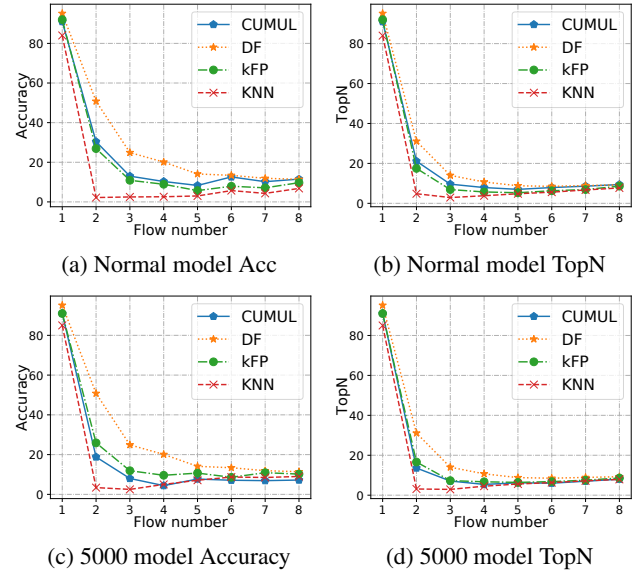 Accuracy
80
60
40
20
0
1 2 3 4 5 6 7 8
Flow number
CUMUL
DF
kFP
KNN
(a) Normal model Acc
TopN
80
60
40
20
0
1 2 3 4 5 6 7 8
Flow number
CUMUL
DF
kFP
KNN
(b) Normal model TopN
Accuracy
80
60
40
20
0
1 2 3 4 5 6 7 8
Flow number
CUMUL
DF
kFP
KNN
(c) 5000 model Accuracy
TopN
80
60
40
20
0
1 2 3 4 5 6 7 8
Flow number
CUMUL
DF
kFP
KNN
(d) 5000 model TopN